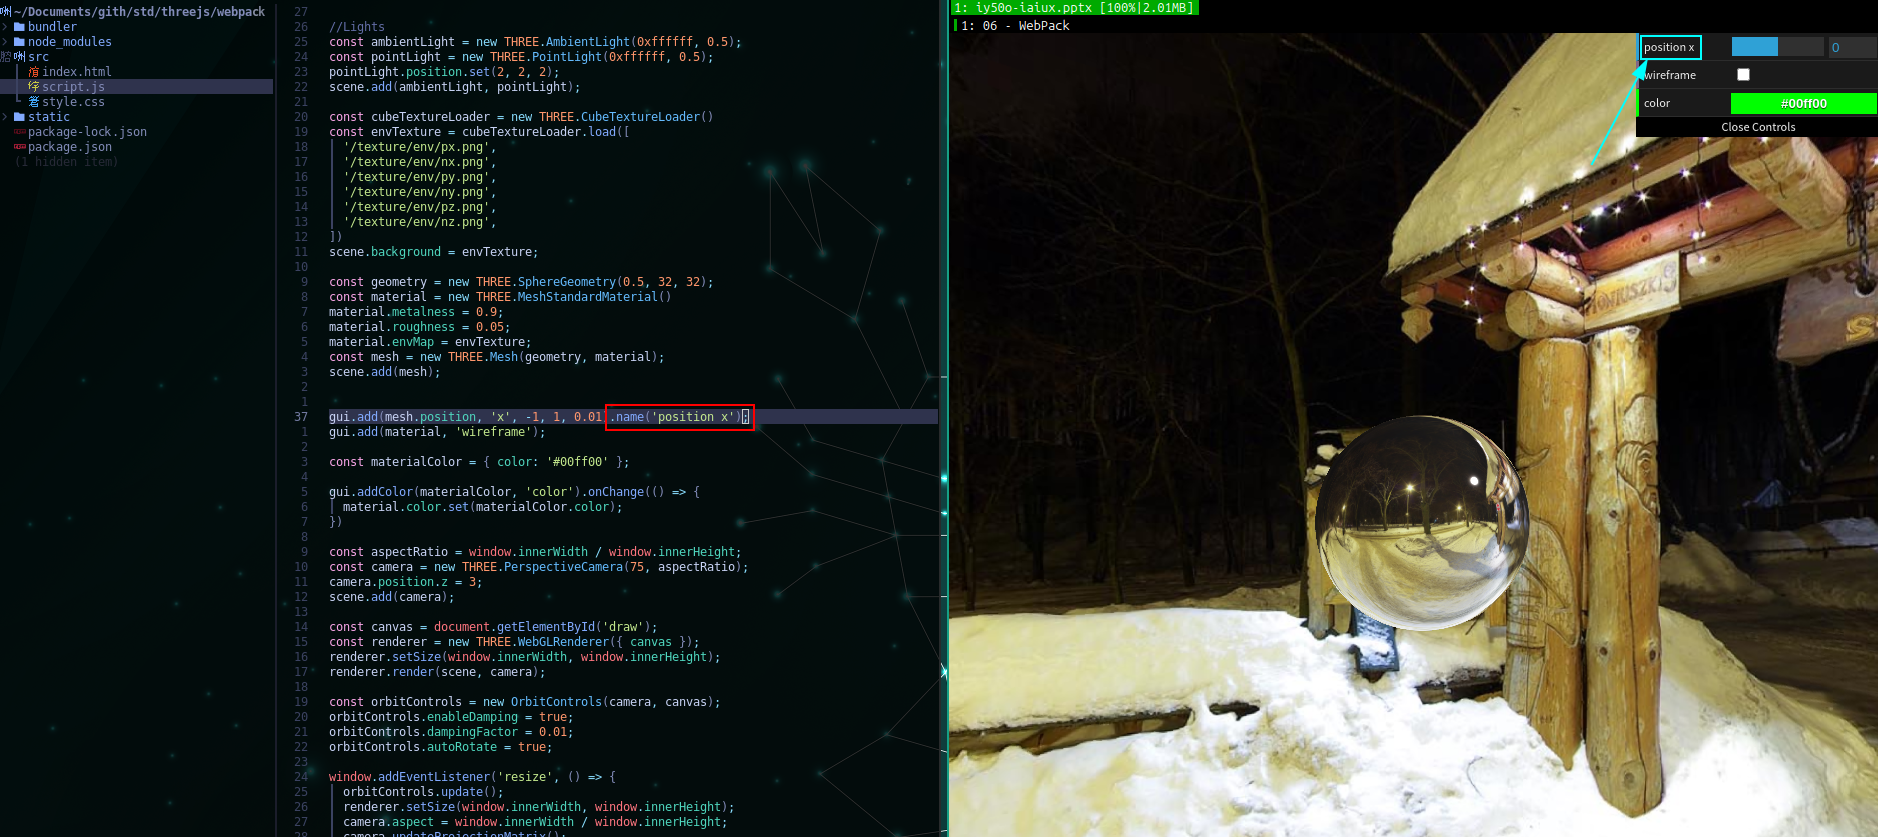 ~/Documents/gith/std/threejs/webpack
bundler
node_modules
src
index.html
script.js
style.css
static
package-lock.json
package.json
(1 hidden item)
27
26 //Lights
25 const ambientLight = new THREE.AmbientLight(0xffffff, 0.5);
24 const pointLight = new THREE.PointLight(0xffffff, 0.5);
23 pointLight.position.set(2, 2, 2);
22 scene.add(ambientLight, pointLight);
21
20 const cubeTextureLoader = new THREE.CubeTextureLoader()
19 const envTexture = cubeTextureLoader.load([
18 '/texture/env/px.png',
17 '/texture/env/nx.png',
16 '/texture/env/py.png',
15 '/texture/env/ny.png',
14 '/texture/env/pz.png',
13 '/texture/env/nz.png',
12 ])
11 scene.background = envTexture;
10
9 const geometry = new THREE.SphereGeometry(0.5, 32, 32);
8 const material = new THREE.MeshStandardMaterial()
7 material.metalness = 0.9;
6 material.roughness = 0.05;
5 material.envMap = envTexture;
4 const mesh = new THREE.Mesh(geometry, material);
3 scene.add(mesh);
2
1
37 gui.add(mesh.position, 'x', -1, 1, 0.01).name('position x');
1 gui.add(material, 'wireframe');
2
3 const materialColor = { color: '#00ff00' };
4
5 gui.addColor(materialColor, 'color').onChange(() => {
6 material.color.set(materialColor.color);
7 })
8
9 const aspectRatio = window.innerWidth / window.innerHeight;
10 const camera = new THREE.PerspectiveCamera(75, aspectRatio);
11 camera.position.z = 3;
12 scene.add(camera);
13
14 const canvas = document.getElementById('draw');
15 const renderer = new THREE.WebGLRenderer({ canvas });
16 renderer.setSize(window.innerWidth, window.innerHeight);
17 renderer.render(scene, camera);
18
19 const orbitControls = new OrbitControls(camera, canvas);
20 orbitControls.enableDamping = true;
21 orbitControls.dampingFactor = 0.01;
22 orbitControls.autoRotate = true;
23
24 window.addEventListener('resize', () => {
25 orbitControls.update();
26 renderer.setSize(window.innerWidth, window.innerHeight);
27 camera.aspect = window.innerWidth / window.innerHeight;
28 camera.updateProjectionMatrix();
1: iy50o-iaiux.pptx [100%|2.01MB]
1: 06 - WebPack
position x 0
wireframe
color #00ff00
Close Controls